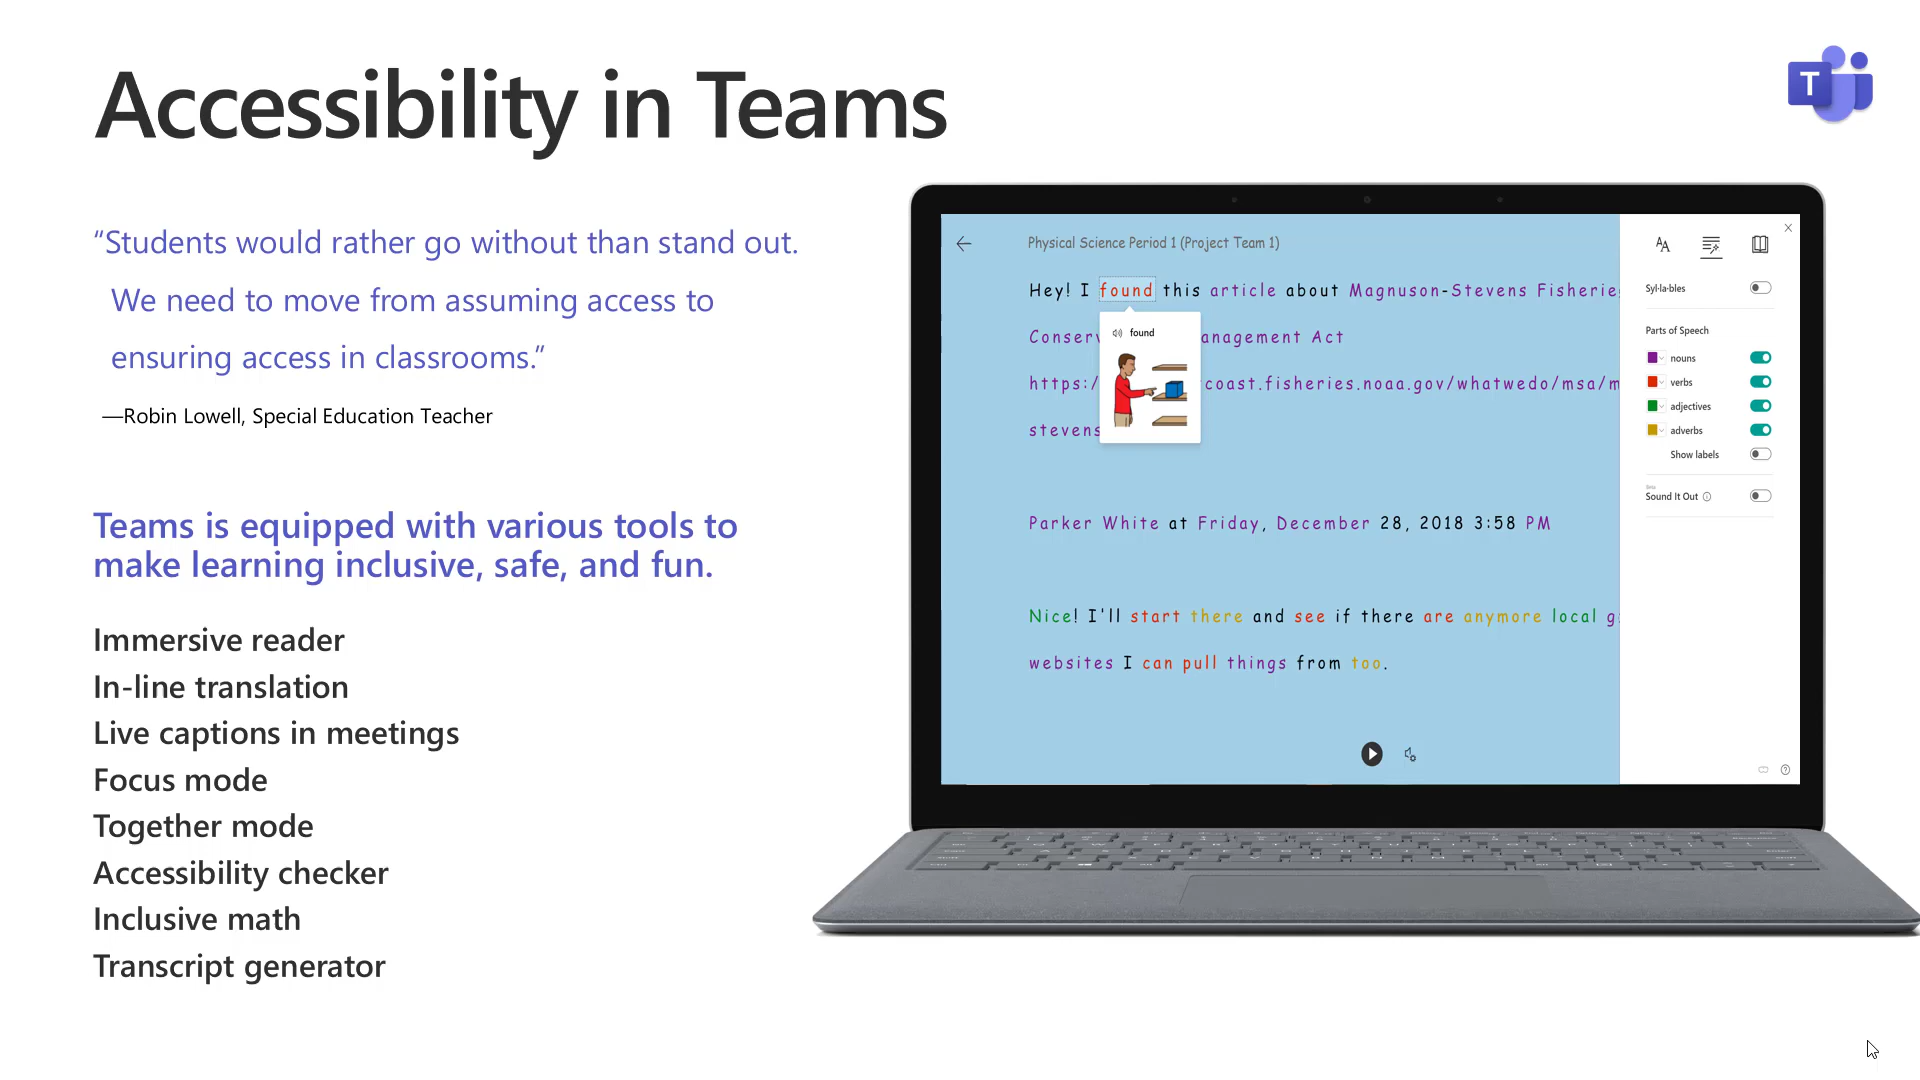 Accessibility in Teams
T
“Students would rather go without than stand out.
We need to move from assuming access to
ensuring access in classrooms.”
—Robin Lowell, Special Education Teacher
Teams is equipped with various tools to
make learning inclusive, safe, and fun.
Immersive reader
In-line translation
Live captions in meetings
Focus mode
Together mode
Accessibility checker
Inclusive math
Transcript generator
Physical Science Period 1 (Project Team 1)
Hey! I found this article about Magnuson-Stevens Fisherie
found
Conserv anagement Act
https:/ coast.fisheries.noaa.gov/whatwedo/msa/m
stevens
Parker White at Friday, December 28, 2018 3:58 PM
Nice! I'll start there and see if there are anymore local g
websites I can pull things from too.
AA
Syl·la·bles
Parts of Speech
nouns
verbs
adjectives
adverbs
Show labels
Beta
Sound It Out